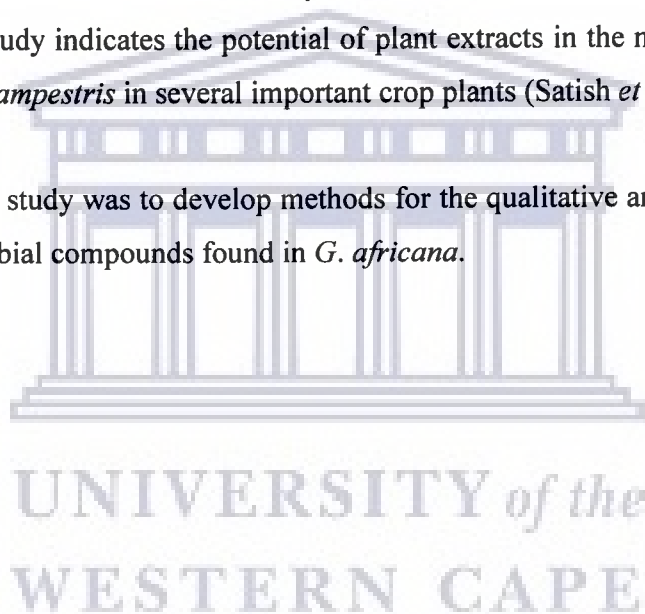 udy indicates the potential of plant extracts in the
ampestris in several important crop plants (Satish et
study was to develop methods for the qualitative
bial compounds found in G. africana.
UNIVERSITY of the
WESTERN CAPE